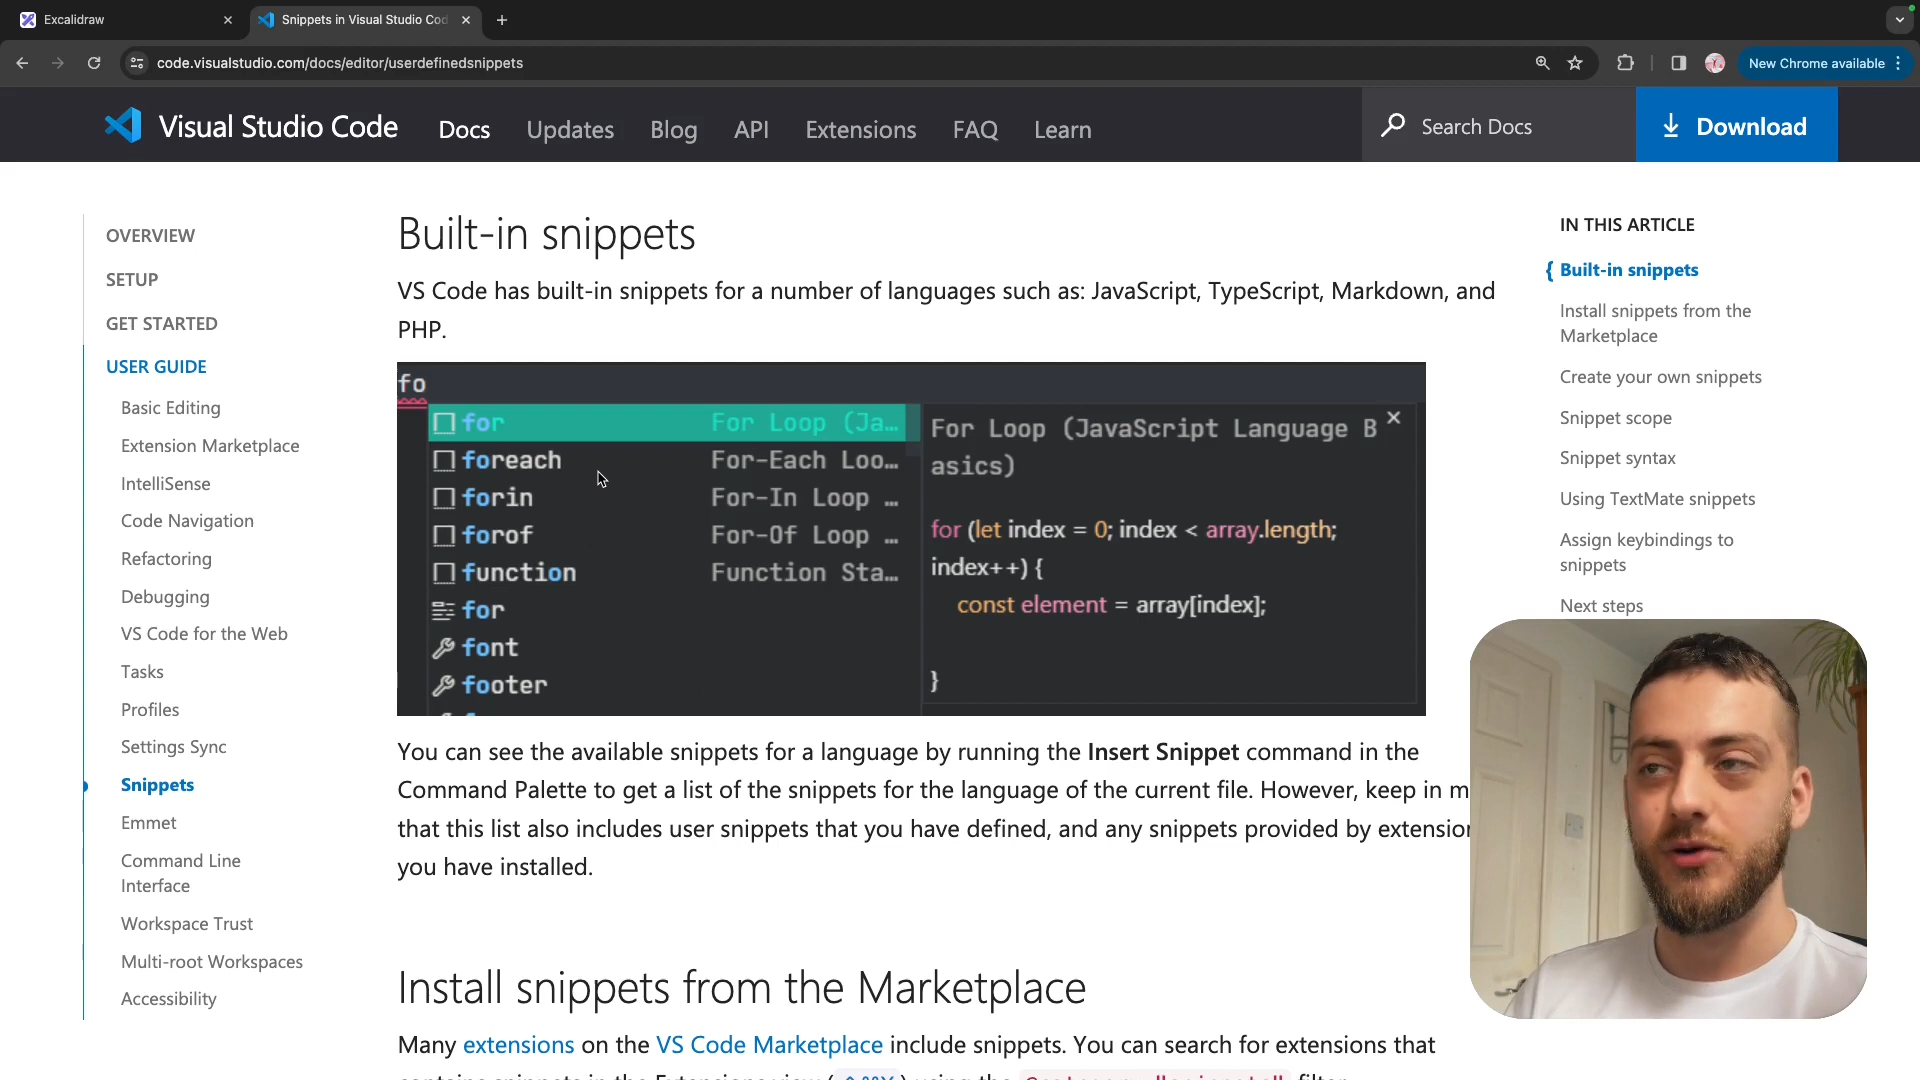 Excalidraw
Snippets in Visual Studio Cod
code.visualstudio.com/docs/editor/userdefinedsnippets
New Chrome available
Visual Studio Code
Docs
Updates
Blog
API
Extensions
FAQ
Learn
Search Docs
Download
OVERVIEW
SETUP
GET STARTED
USER GUIDE
Basic Editing
Extension Marketplace
IntelliSense
Code Navigation
Refactoring
Debugging
VS Code for the Web
Tasks
Profiles
Settings Sync
Snippets
Emmet
Command Line
Interface
Workspace Trust
Multi-root Workspaces
Accessibility
Built-in snippets
VS Code has built-in snippets for a number of languages such as: JavaScript, TypeScript, Markdown, and
PHP.
fo
for For Loop (Ja…
foreach For-Each Loo…
forin For-In Loop …
forof For-Of Loop …
function Function Sta…
for
font
footer
For Loop (JavaScript Language B
asics)
for (let index = 0; index < array.length;
index++) {
const element = array[index];
}
You can see the available snippets for a language by running the Insert Snippet command in the
Command Palette to get a list of the snippets for the language of the current file. However, keep in m
that this list also includes user snippets that you have defined, and any snippets provided by extension
you have installed.
Install snippets from the Marketplace
Many extensions on the VS Code Marketplace include snippets. You can search for extensions that
IN THIS ARTICLE
Built-in snippets
Install snippets from the
Marketplace
Create your own snippets
Snippet scope
Snippet syntax
Using TextMate snippets
Assign keybindings to
snippets
Next steps